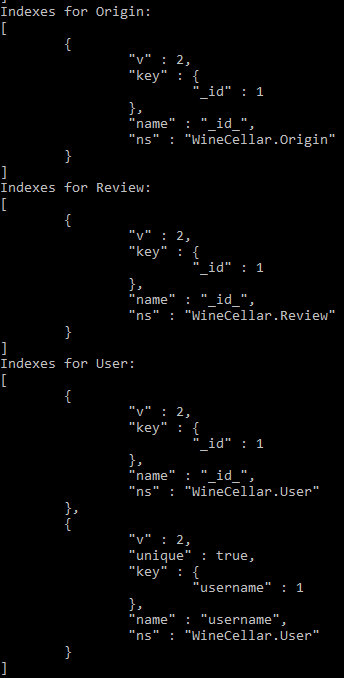 ]
Indexes for Origin:
[
        {
                "v" : 2,
                "key" : {
                        "_id" : 1
                },
                "name" : "_id_",
                "ns" : "WineCellar.Origin"
        }
]
Indexes for Review:
[
        {
                "v" : 2,
                "key" : {
                        "_id" : 1
                },
                "name" : "_id_",
                "ns" : "WineCellar.Review"
        }
]
Indexes for User:
[
        {
                "v" : 2,
                "key" : {
                        "_id" : 1
                },
                "name" : "_id_",
                "ns" : "WineCellar.User"
        },
        {
                "v" : 2,
                "unique" : true,
                "key" : {
                        "username" : 1
                },
                "name" : "username",
                "ns" : "WineCellar.User"
        }
]